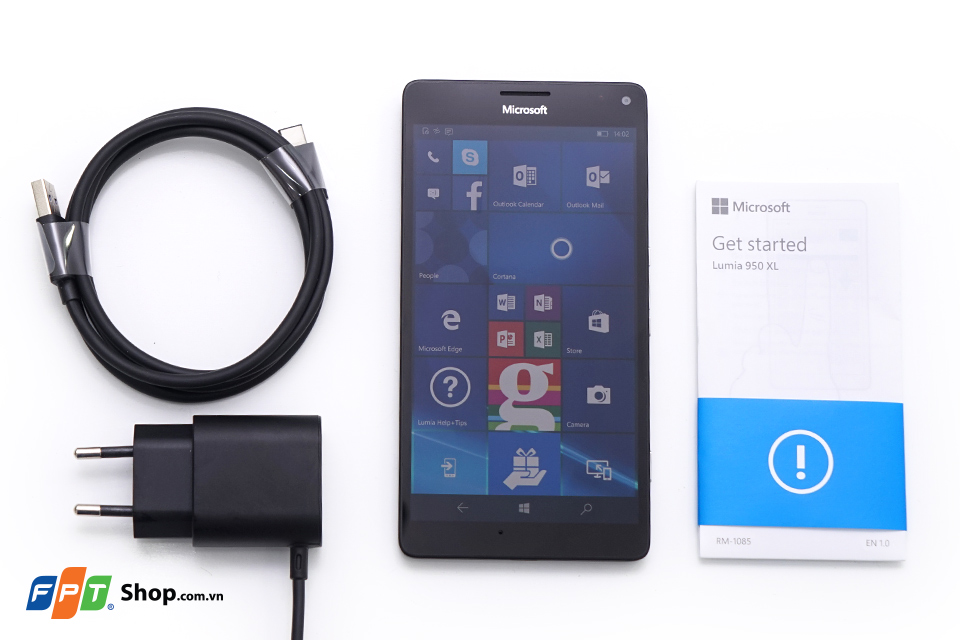 Microsoft
14:02
Outlook Calendar
Outlook Mail
People
Cortana
Microsoft Edge
Store
Lumia Help+Tips
Camera
Microsoft
Get started
Lumia 950 XL
RM-1085
EN 1.0
FPT® Shop.com.vn